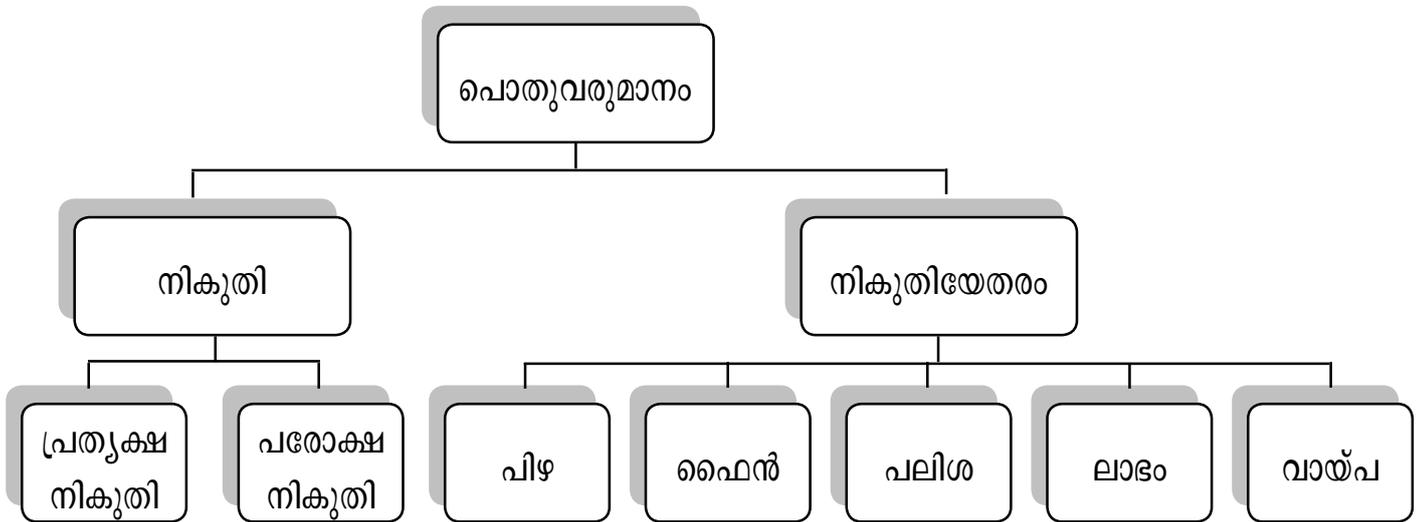 പൊതുവരുമാനം
നികുതി
നികുതിയേതരം
പ്രത്യക്ഷ
നികുതി
പരോക്ഷ
നികുതി
പിഴ
ഫൈൻ
പലിശ
ലാഭം
വായ്പ